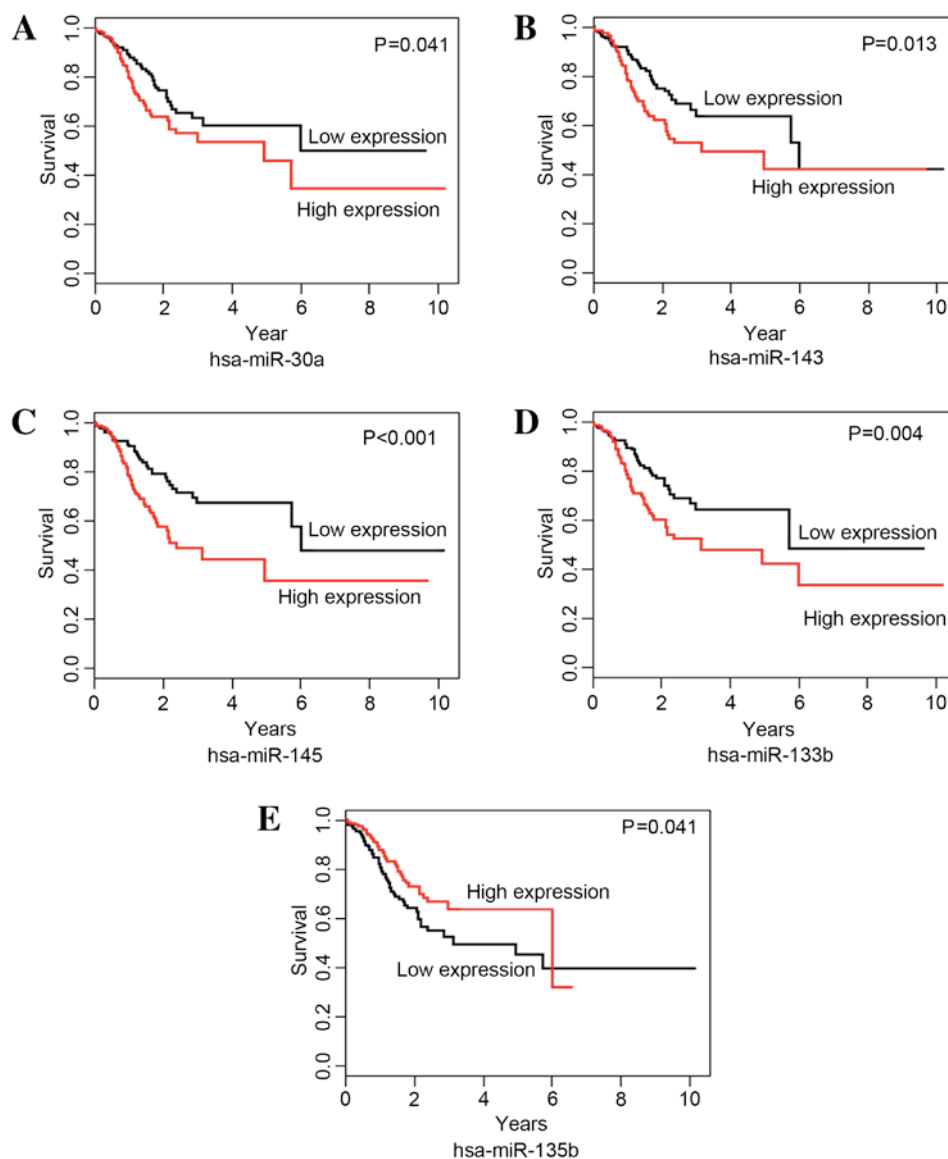 A
P=0.041
Survival
1.0
0.8
0.6
0.4
0.2
0.0
Low expression
High expression
0 2 4 6 8 10
Year
hsa-miR-30a
B
P=0.013
Survival
1.0
0.8
0.6
0.4
0.2
0.0
Low expression
High expression
0 2 4 6 8 10
Year
hsa-miR-143
C
P<0.001
Survival
1.0
0.8
0.6
0.4
0.2
0.0
Low expression
High expression
0 2 4 6 8 10
Years
hsa-miR-145
D
P=0.004
Survival
1.0
0.8
0.6
0.4
0.2
0.0
Low expression
High expression
0 2 4 6 8 10
Years
hsa-miR-133b
E
P=0.041
Survival
1.0
0.8
0.6
0.4
0.2
0.0
High expression
Low expression
0 2 4 6 8 10
Years
hsa-miR-135b